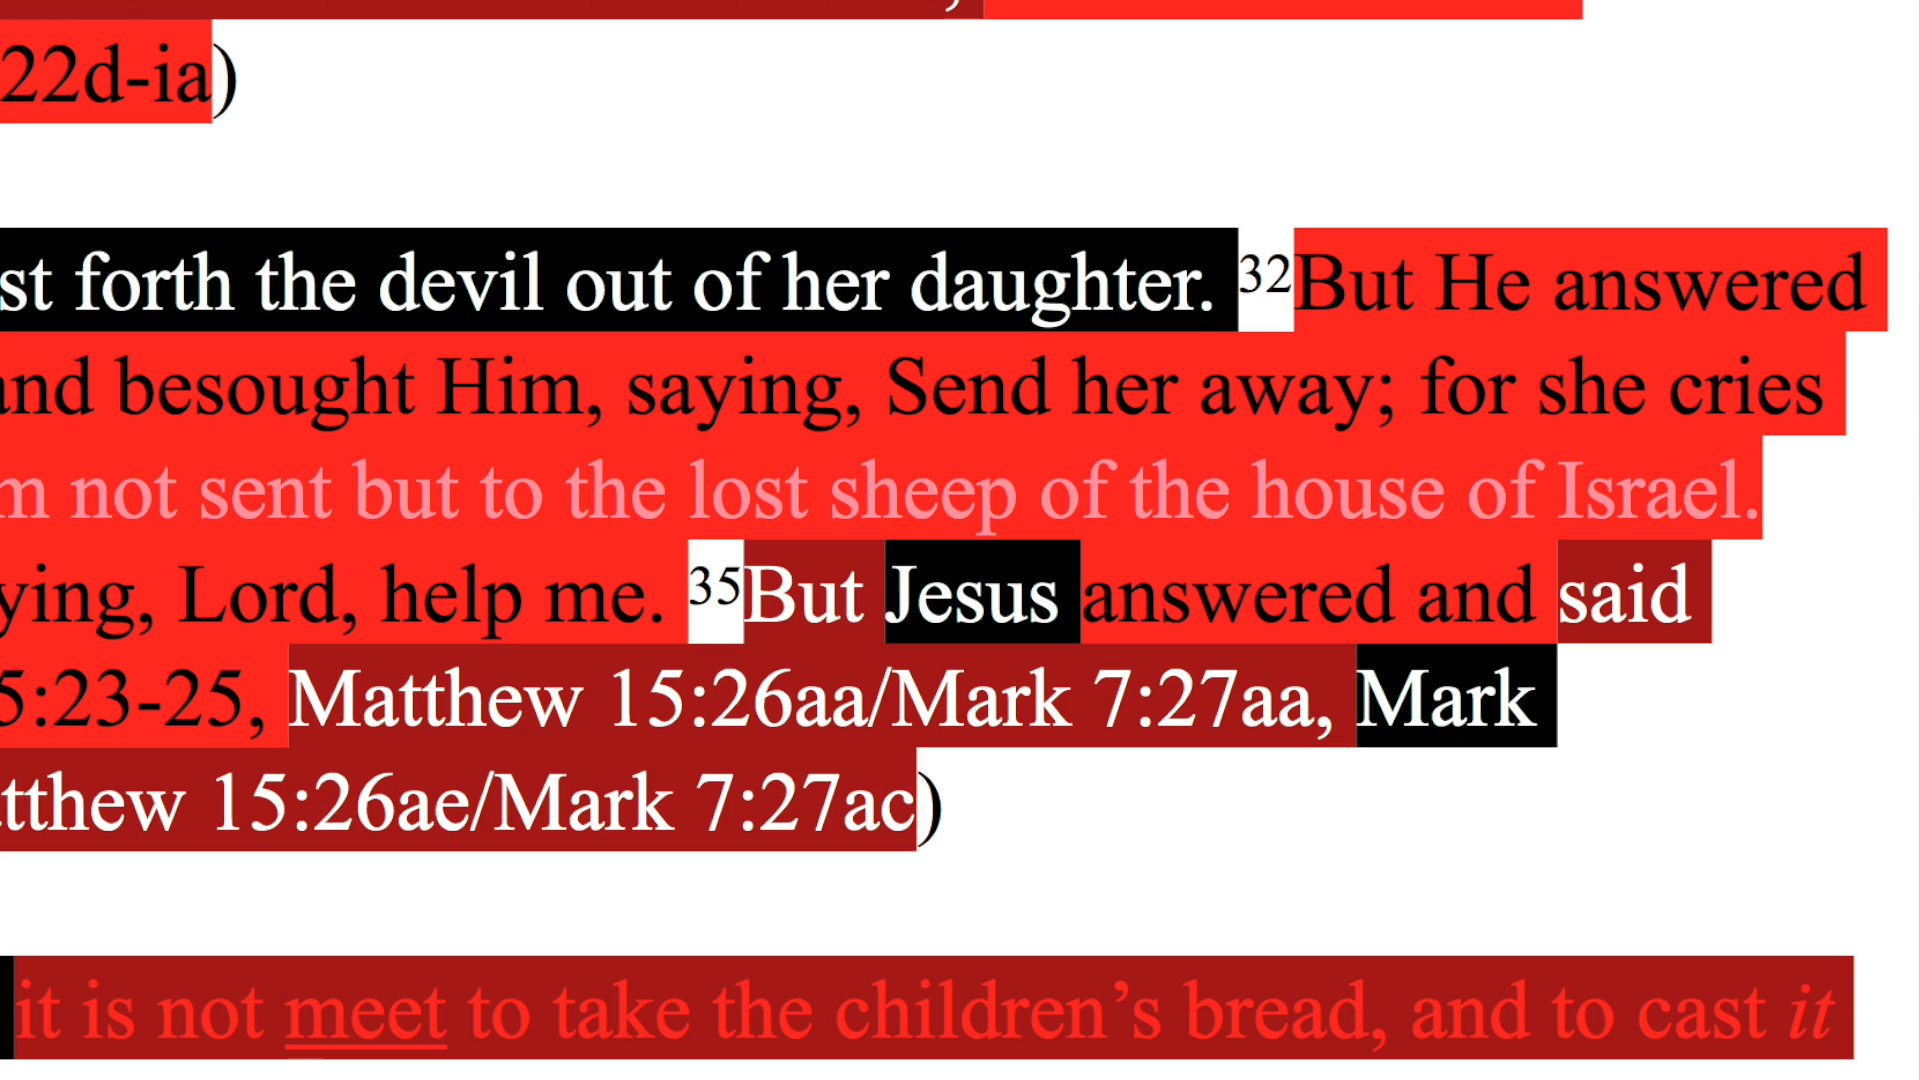 22d-ia)
st forth the devil out of her daughter. 32But He answered
and besought Him, saying, Send her away; for she cries
m not sent but to the lost sheep of the house of Israel.
ying, Lord, help me. 35But Jesus answered and said
5:23-25, Matthew 15:26aa/Mark 7:27aa, Mark
tthew 15:26ae/Mark 7:27ac)
it is not meet to take the children’s bread, and to cast it